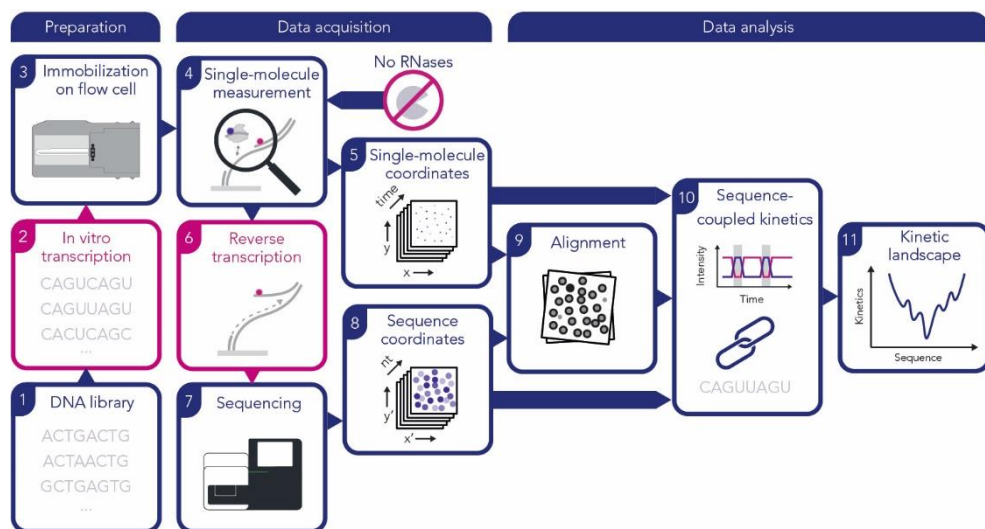 Preparation
Data acquisition
Data analysis
3
Immobilization
on flow cell
4
Single-molecule
measurement
No RNases
5
Single-molecule
coordinates
time
y
x
2
In vitro
transcription
CAGUCAGU
CAGUUAGU
CACUCAGC
...
6
Reverse
transcription
8
Sequence
coordinates
nt
y'
x'
9
Alignment
10
Sequence-
coupled kinetics
Intensity
Time
CAGUUAGU
11
Kinetic
landscape
Kinetics
Sequence
1
DNA library
ACTGACTG
ACTAACTG
GCTGAGTG
...
7
Sequencing